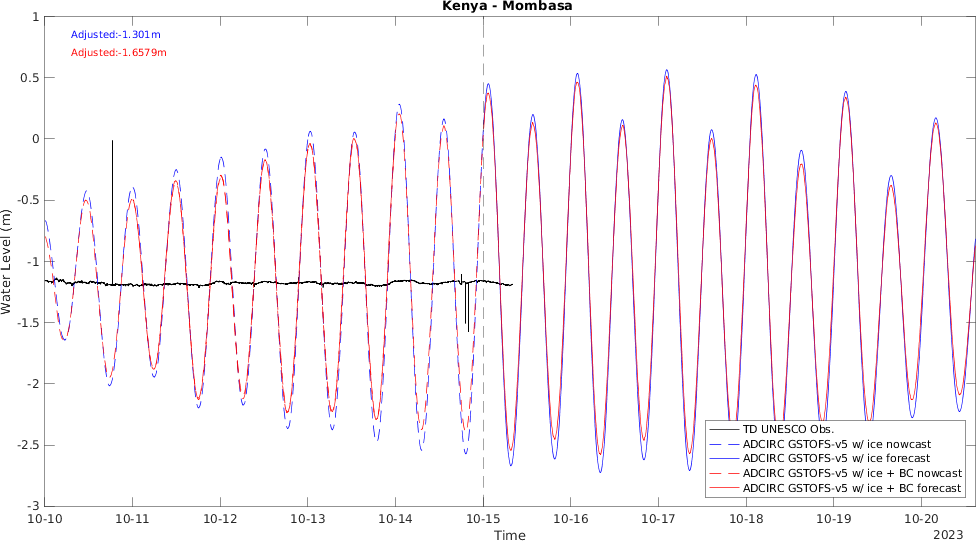 Kenya - Mombasa
Adjusted:-1.301m
Adjusted:-1.6579m
1
0.5
0
-0.5
-1
-1.5
-2
-2.5
-3
Water Level (m)
TD UNESCO Obs.
ADCIRC GSTOFS-v5 w/ ice nowcast
ADCIRC GSTOFS-v5 w/ ice forecast
ADCIRC GSTOFS-v5 w/ ice + BC nowcast
ADCIRC GSTOFS-v5 w/ ice + BC forecast
10-10 10-11 10-12 10-13 10-14 10-15 10-16 10-17 10-18 10-19 10-20
Time
2023